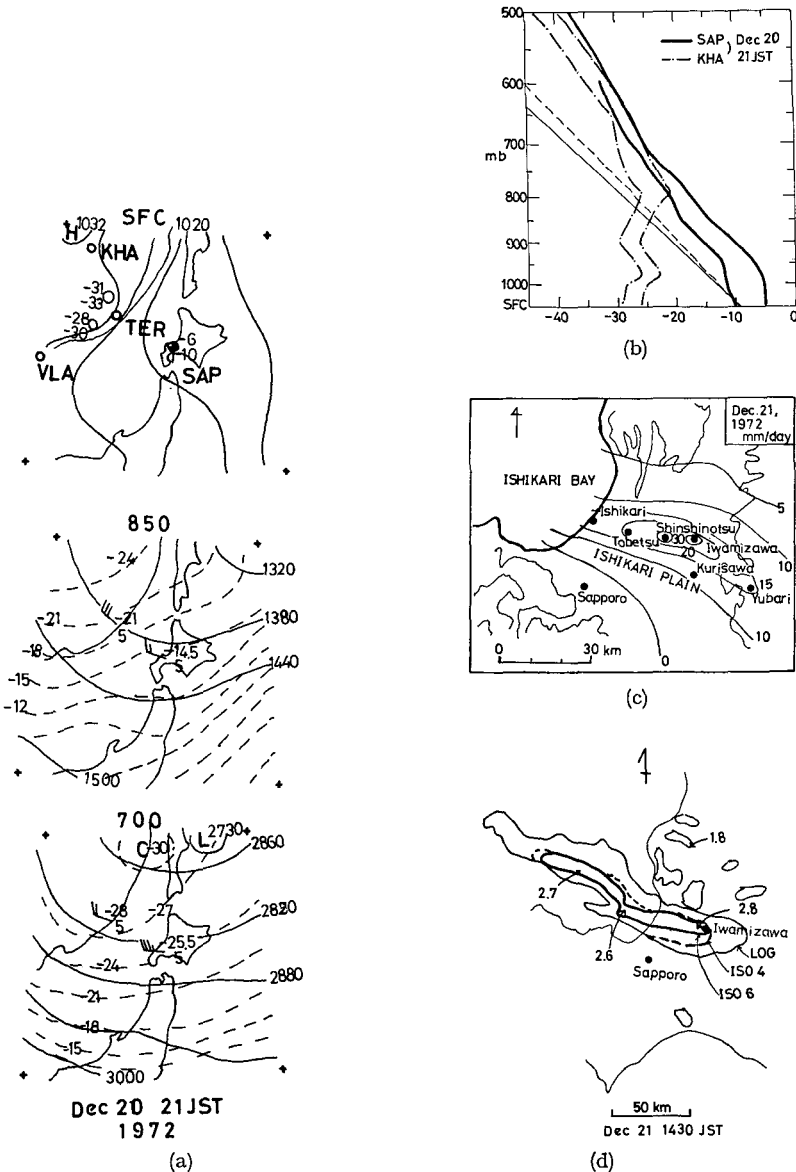 SFC
H 1032
1020
KHA
-31
-33
-28
-30
TER
VLA
-6
-10
SAP
850
-24
1320
-21
-21
5
1380
-18
-14.5
5
1440
-15
-12
1500
700
C-30
L 2730
2860
-28
5
-27
2820
-25.5
5
-24
2880
-21
-18
-15
3000
Dec 20 21 JST
1972
(a)
500
600
700
mb
800
900
1000
SFC
SAP
KHA
) Dec 20
21JST
-40 -30 -20 -10 0
(b)
Dec. 21,
1972
mm/day
ISHIKARI BAY
Ishikari
5
Shinshinotsu
Tobetsu
30
Iwamizawa
20
10
ISHIKARI PLAIN
Kurisawa
15
Sapporo
Yubari
10
0 30 km
0
(c)
1.8
2.7
2.8
Iwamizawa
2.6
LOG
Sapporo
ISO 4
ISO 6
50 km
Dec 21 1430 JST
(d)